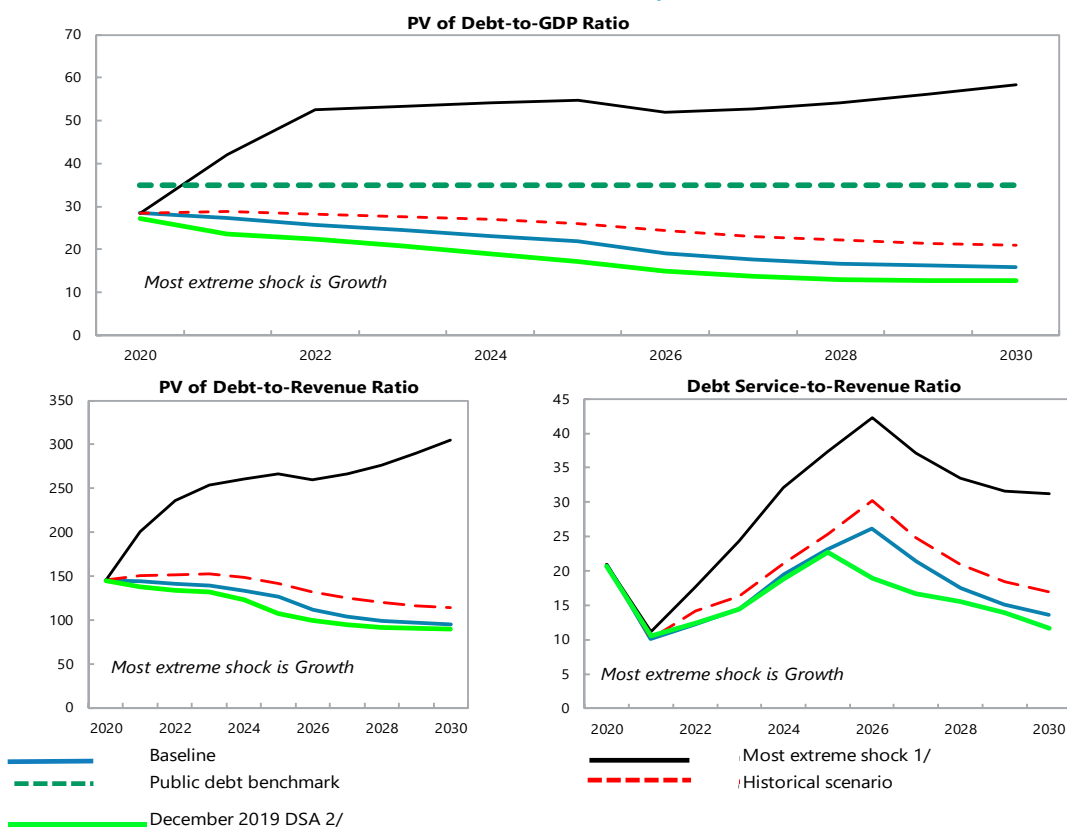 PV of Debt-to-GDP Ratio
70
60
50
40
30
20
10
0
Most extreme shock is Growth
2020 2022 2024 2026 2028 2030
PV of Debt-to-Revenue Ratio
350
300
250
200
150
100
50
0
Most extreme shock is Growth
2020 2022 2024 2026 2028 2030
Debt Service-to-Revenue Ratio
45
40
35
30
25
20
15
10
5
0
Most extreme shock is Growth
2020 2022 2024 2026 2028 2030
Baseline
Public debt benchmark
December 2019 DSA 2/
Most extreme shock 1/
Historical scenario